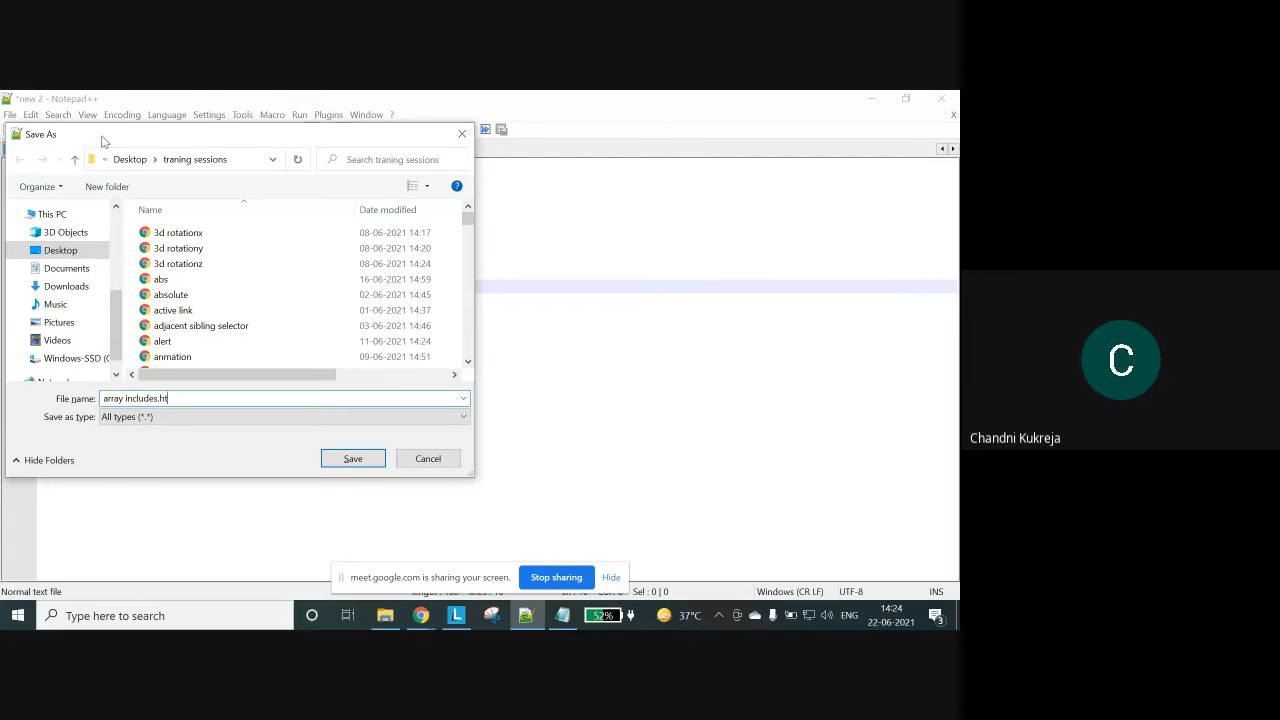 *new 2 - Notepad++
File Edit Search View Encoding Language Settings Tools Macro Run Plugins Window ?
X
Save As
« Desktop › traning sessions
Search traning sessions
Organize New folder
?
This PC
3D Objects
Desktop
Documents
Downloads
Music
Pictures
Videos
Windows-SSD (C
Name Date modified
3d rotationx 08-06-2021 14:17
3d rotationy 08-06-2021 14:20
3d rotationz 08-06-2021 14:24
abs 16-06-2021 14:59
absolute 02-06-2021 14:45
active link 01-06-2021 14:37
adjacent sibling selector 03-06-2021 14:46
alert 11-06-2021 14:24
anmation 09-06-2021 14:51
File name: array includes.ht
Save as type: All types (*.*)
Hide Folders Save Cancel
meet.google.com is sharing your screen. Stop sharing Hide
Normal text file Sel : 0 | 0 Windows (CR LF) UTF-8 INS
Type here to search
L
52%
37°C
ENG
14:24
22-06-2021
3
C
Chandni Kukreja